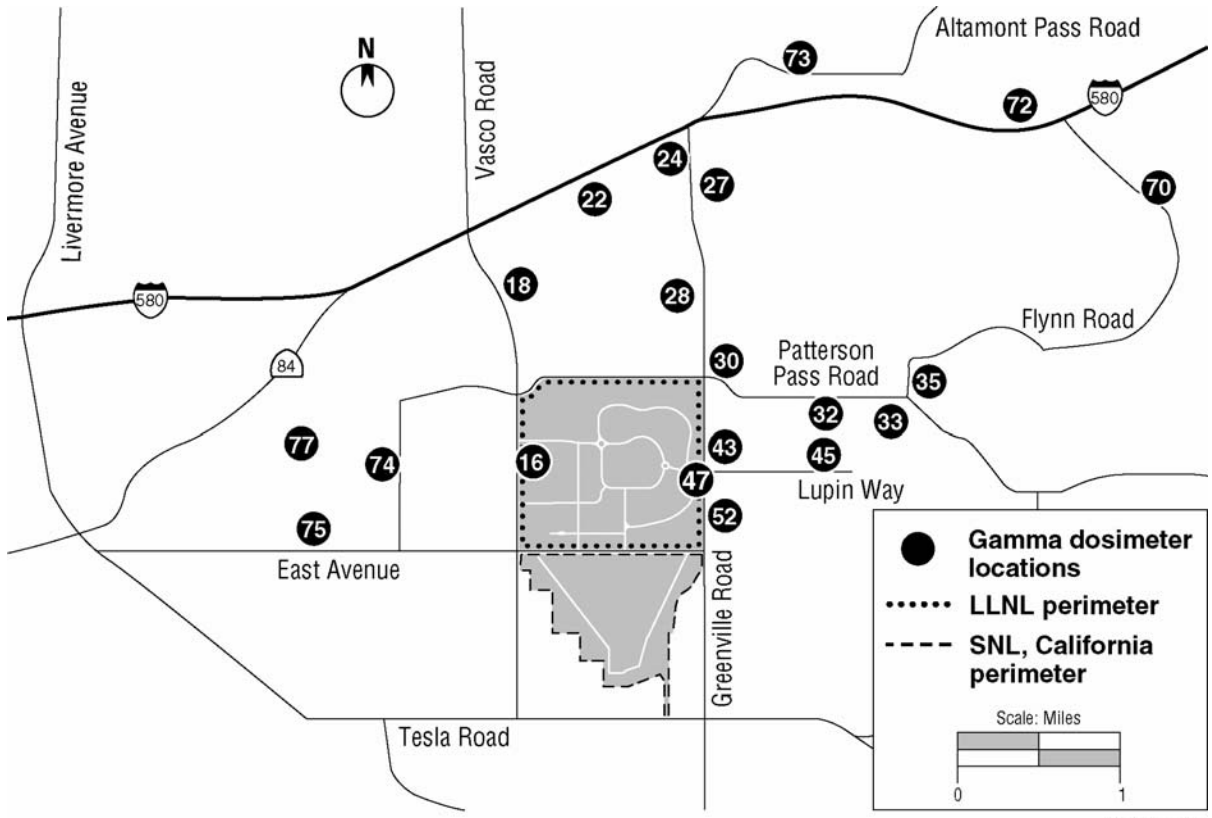 Altamont Pass Road
N
73
580
72
Vasco Road
Livermore Avenue
24
27
22
70
18
28
580
Flynn Road
84
30
Patterson
Pass Road
35
32
33
77
74
16
43
45
47
Lupin Way
52
75
East Avenue
Greenville Road
Tesla Road
Gamma dosimeter
locations
LLNL perimeter
SNL, California
perimeter
Scale: Miles
0 1